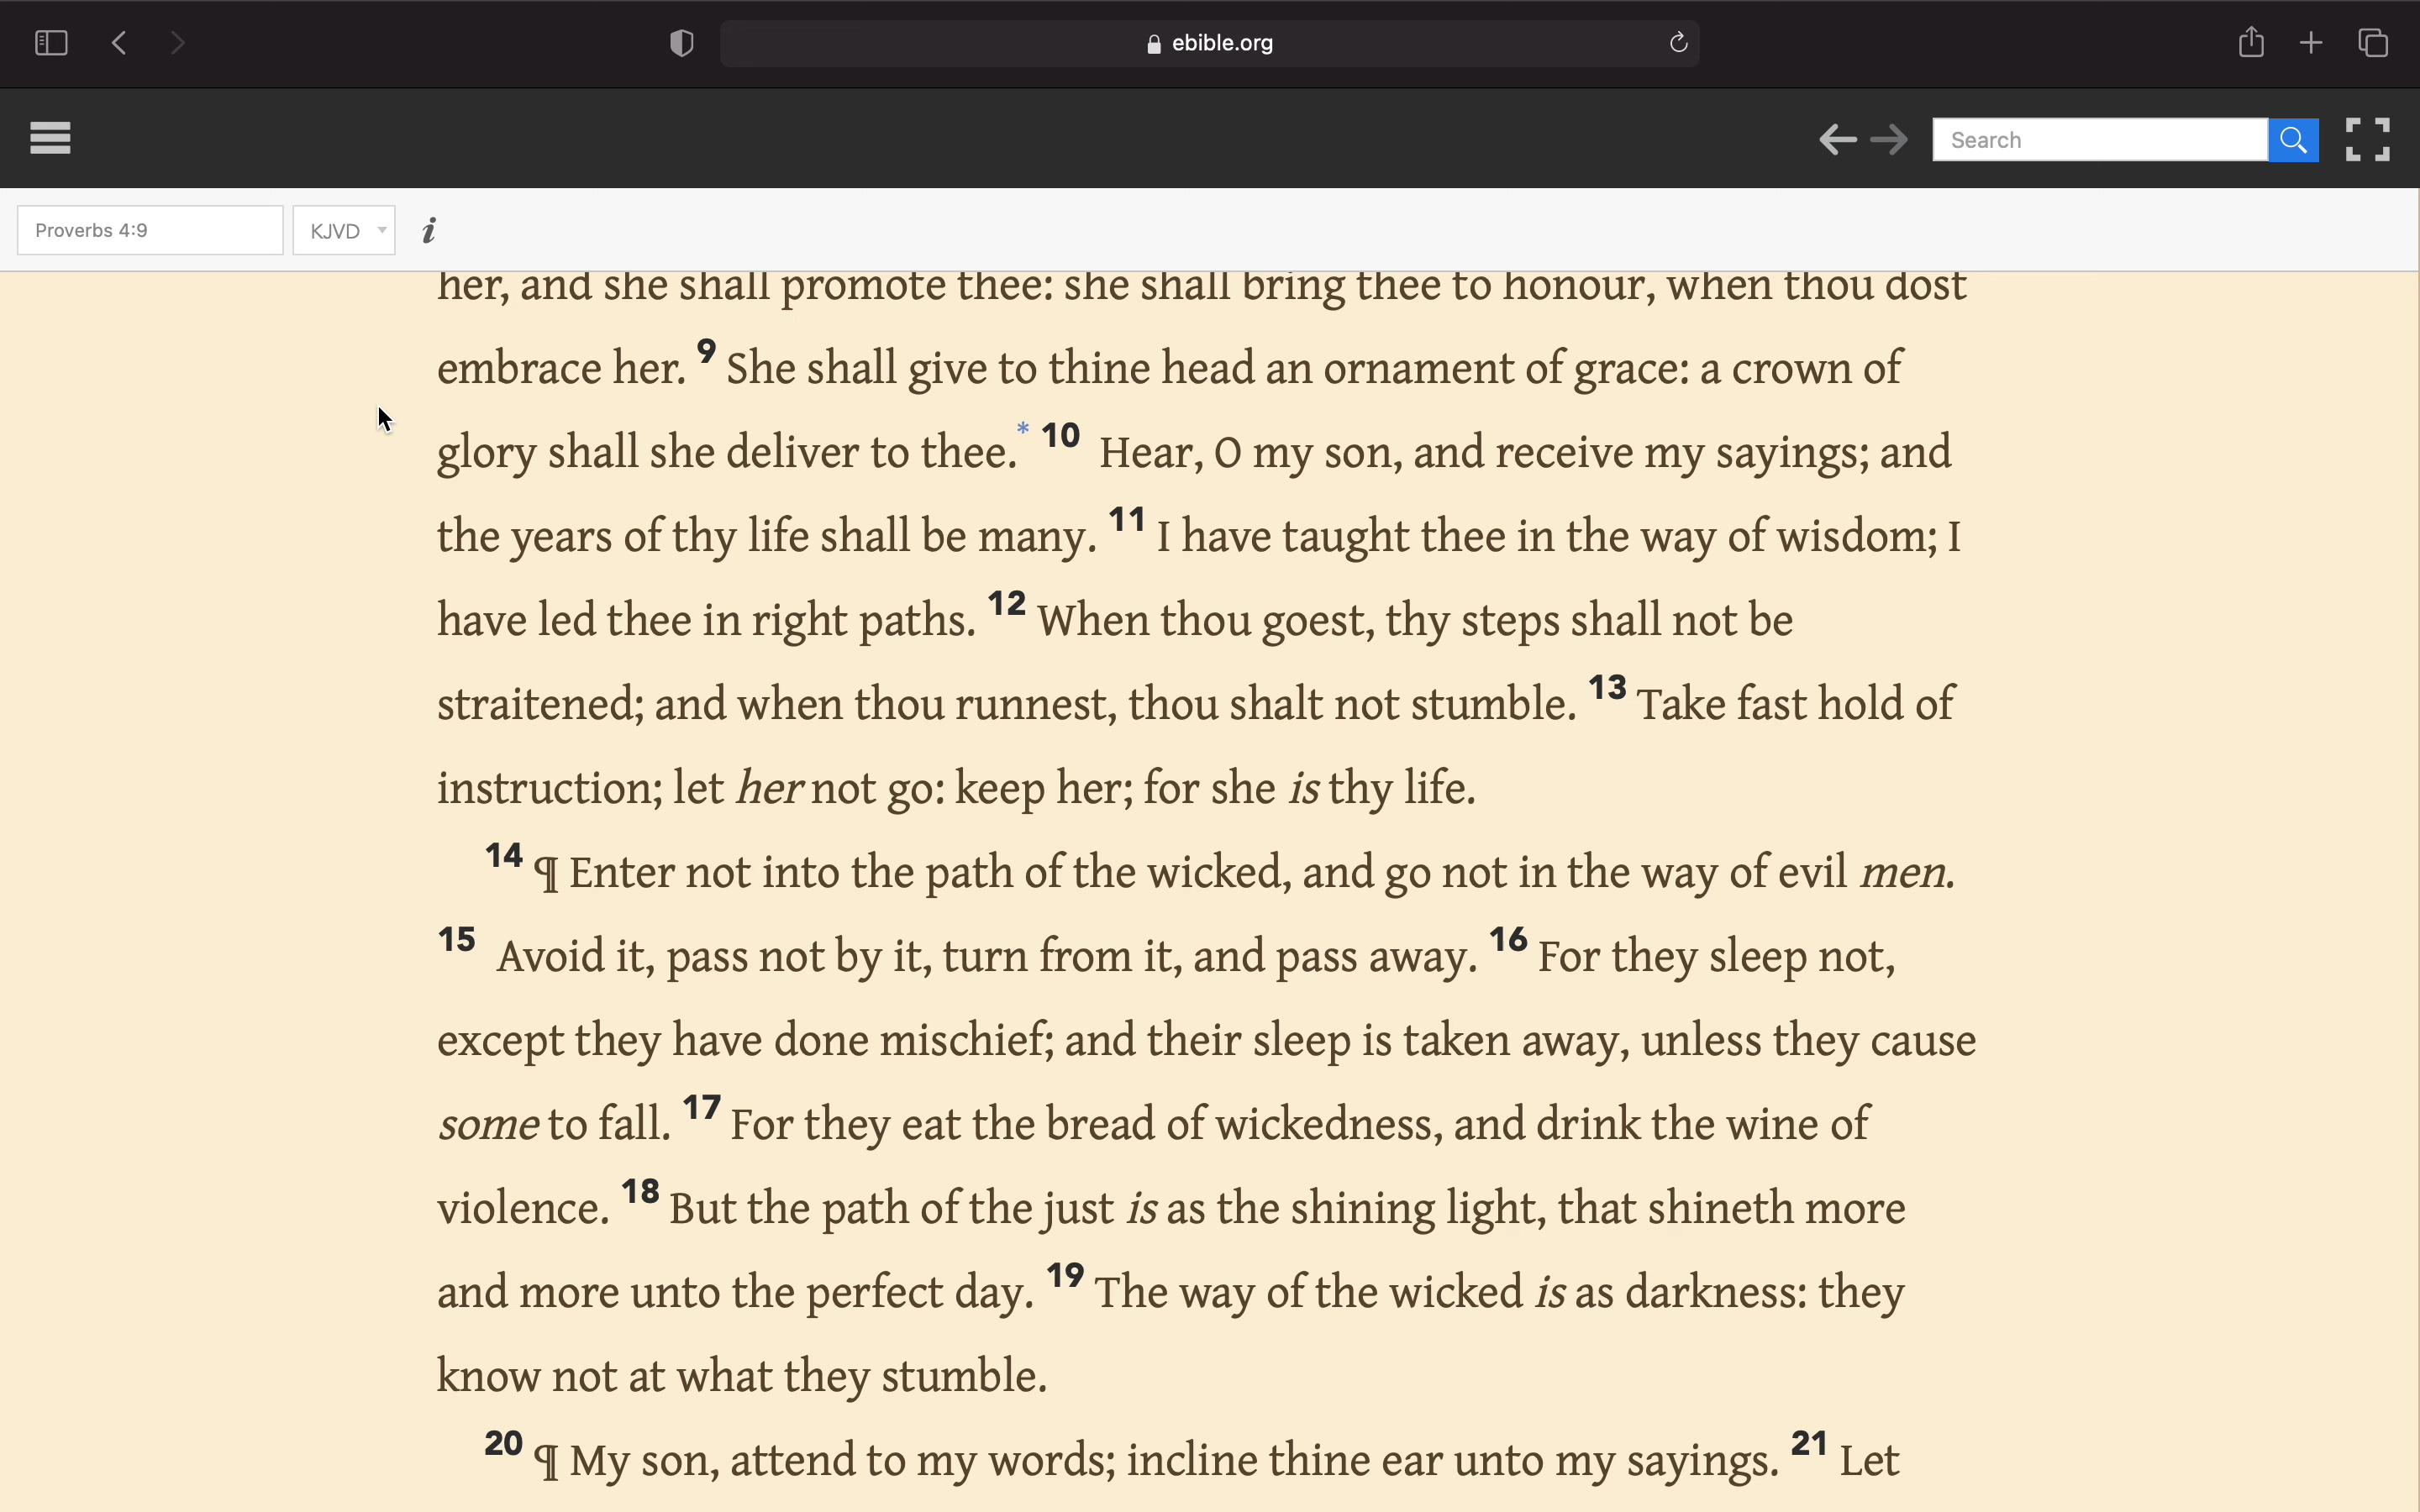 ebible.org
Search
Proverbs 4:9
KJVD
i
her, and she shall promote thee: she shall bring thee to honour, when thou dost
embrace her. 9 She shall give to thine head an ornament of grace: a crown of
glory shall she deliver to thee.* 10 Hear, O my son, and receive my sayings; and
the years of thy life shall be many. 11 I have taught thee in the way of wisdom; I
have led thee in right paths. 12 When thou goest, thy steps shall not be
straitened; and when thou runnest, thou shalt not stumble. 13 Take fast hold of
instruction; let her not go: keep her; for she is thy life.
14 ¶ Enter not into the path of the wicked, and go not in the way of evil men.
15 Avoid it, pass not by it, turn from it, and pass away. 16 For they sleep not,
except they have done mischief; and their sleep is taken away, unless they cause
some to fall. 17 For they eat the bread of wickedness, and drink the wine of
violence. 18 But the path of the just is as the shining light, that shineth more
and more unto the perfect day. 19 The way of the wicked is as darkness: they
know not at what they stumble.
20 ¶ My son, attend to my words; incline thine ear unto my sayings. 21 Let